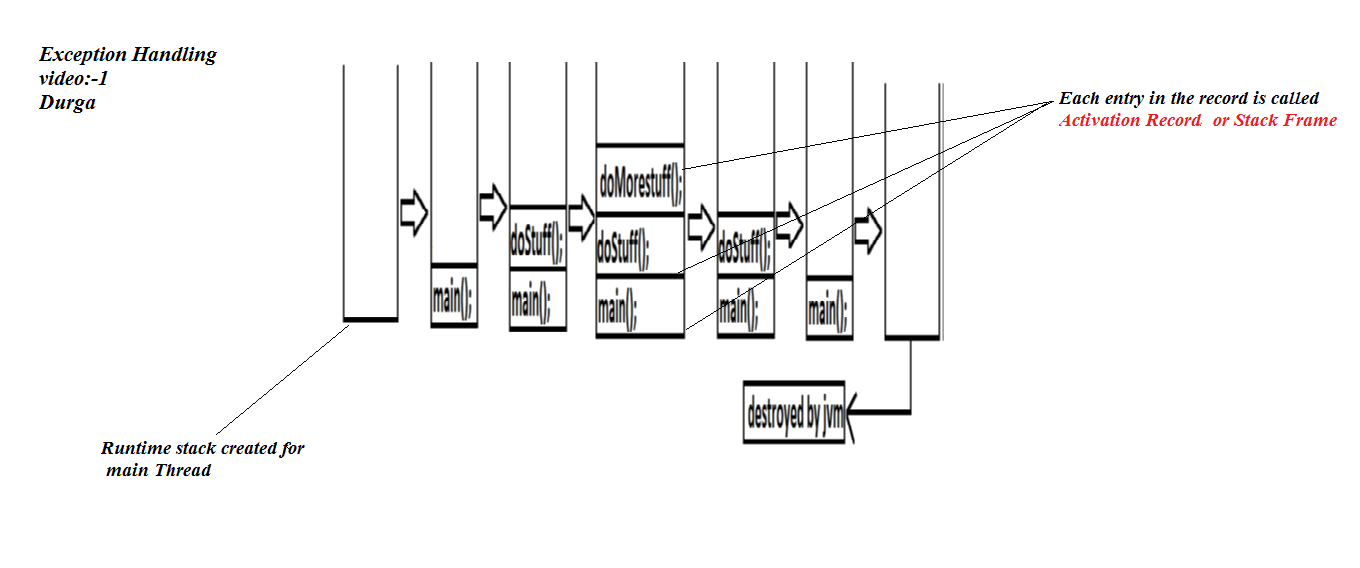 Exception Handling
video:-1
Durga
Each entry in the record is called
Activation Record or Stack Frame
doMorestuff();
doStuff();
doStuff();
doStuff();
main();
main();
main();
main();
main();
destroyed by jvm
Runtime stack created for
main Thread